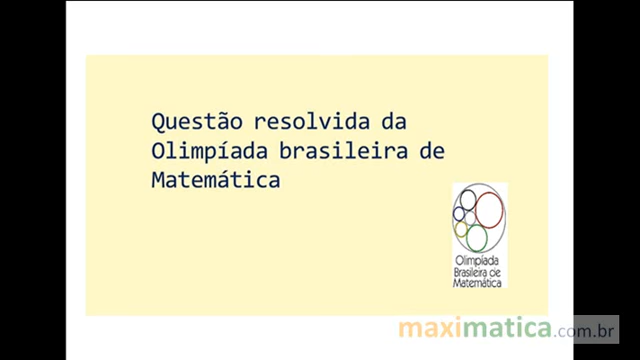 Questão resolvida da
Olimpíada brasileira de
Matemática
Olimpíada
Brasileira de
Matemática
maximatica.com.br